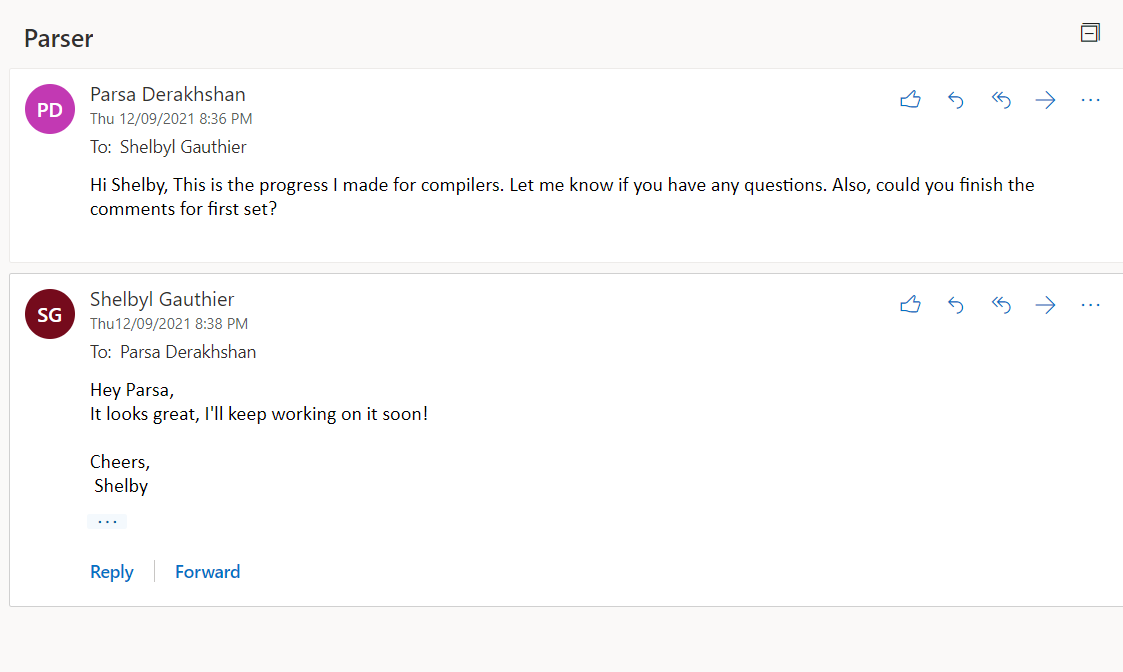 Parser
PD
Parsa Derakhshan
Thu 12/09/2021 8:36 PM
To: Shelbyl Gauthier
Hi Shelby, This is the progress I made for compilers. Let me know if you have any questions. Also, could you finish the
comments for first set?
SG
Shelbyl Gauthier
Thu12/09/2021 8:38 PM
To: Parsa Derakhshan
Hey Parsa,
It looks great, I'll keep working on it soon!
Cheers,
Shelby
Reply
Forward